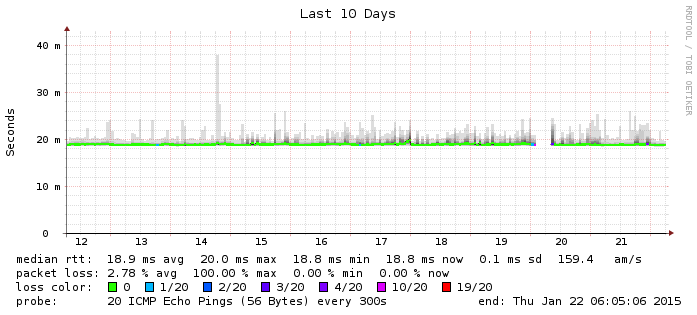 Last 10 Days
RRDTOOL / TOBI OETIKER
Seconds
40 m
30 m
20 m
10 m
0
12 13 14 15 16 17 18 19 20 21
median rtt: 18.9 ms avg 20.0 ms max 18.8 ms min 18.8 ms now 0.1 ms sd 159.4 am/s
packet loss: 2.78 % avg 100.00 % max 0.00 % min 0.00 % now
loss color: 0 1/20 2/20 3/20 4/20 10/20 19/20
probe: 20 ICMP Echo Pings (56 Bytes) every 300s end: Thu Jan 22 06:05:06 2015